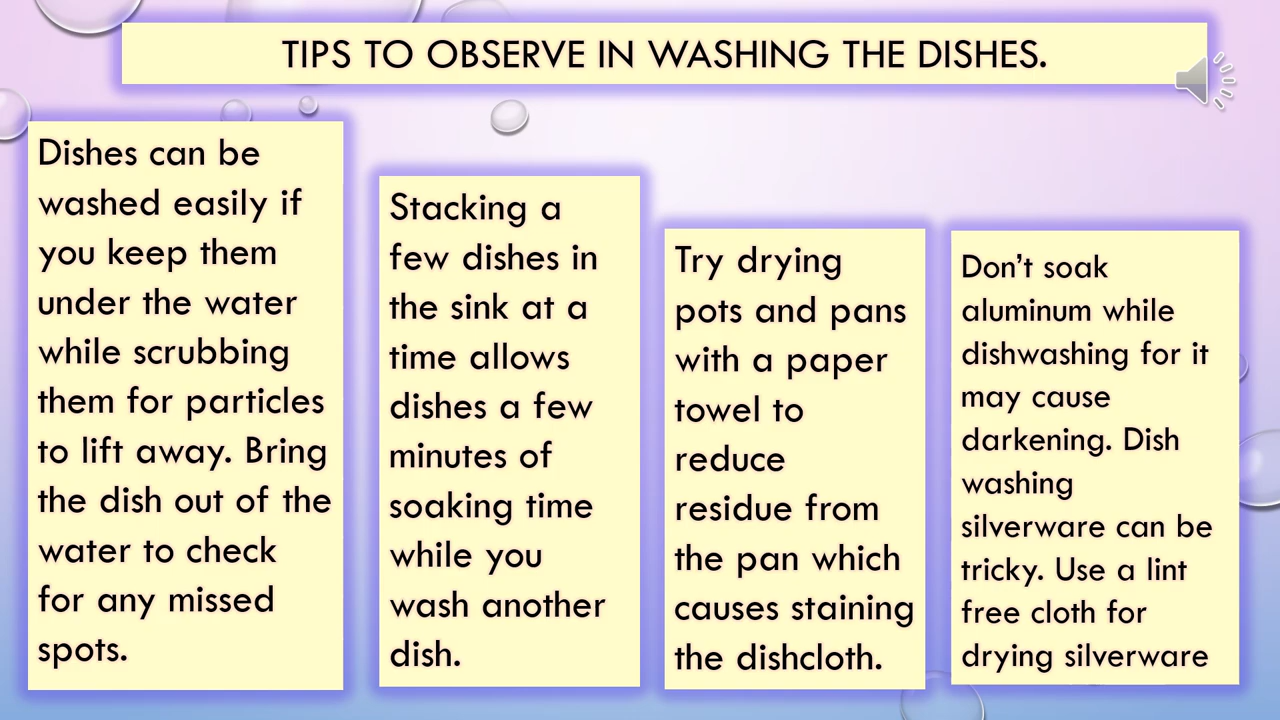 TIPS TO OBSERVE IN WASHING THE DISHES.
Dishes can be
washed easily if
you keep them
under the water
while scrubbing
them for particles
to lift away. Bring
the dish out of the
water to check
for any missed
spots.
Stacking a
few dishes in
the sink at a
time allows
dishes a few
minutes of
soaking time
while you
wash another
dish.
Try drying
pots and pans
with a paper
towel to
reduce
residue from
the pan which
causes staining
the dishcloth.
Don’t soak
aluminum while
dishwashing for it
may cause
darkening. Dish
washing
silverware can be
tricky. Use a lint
free cloth for
drying silverware